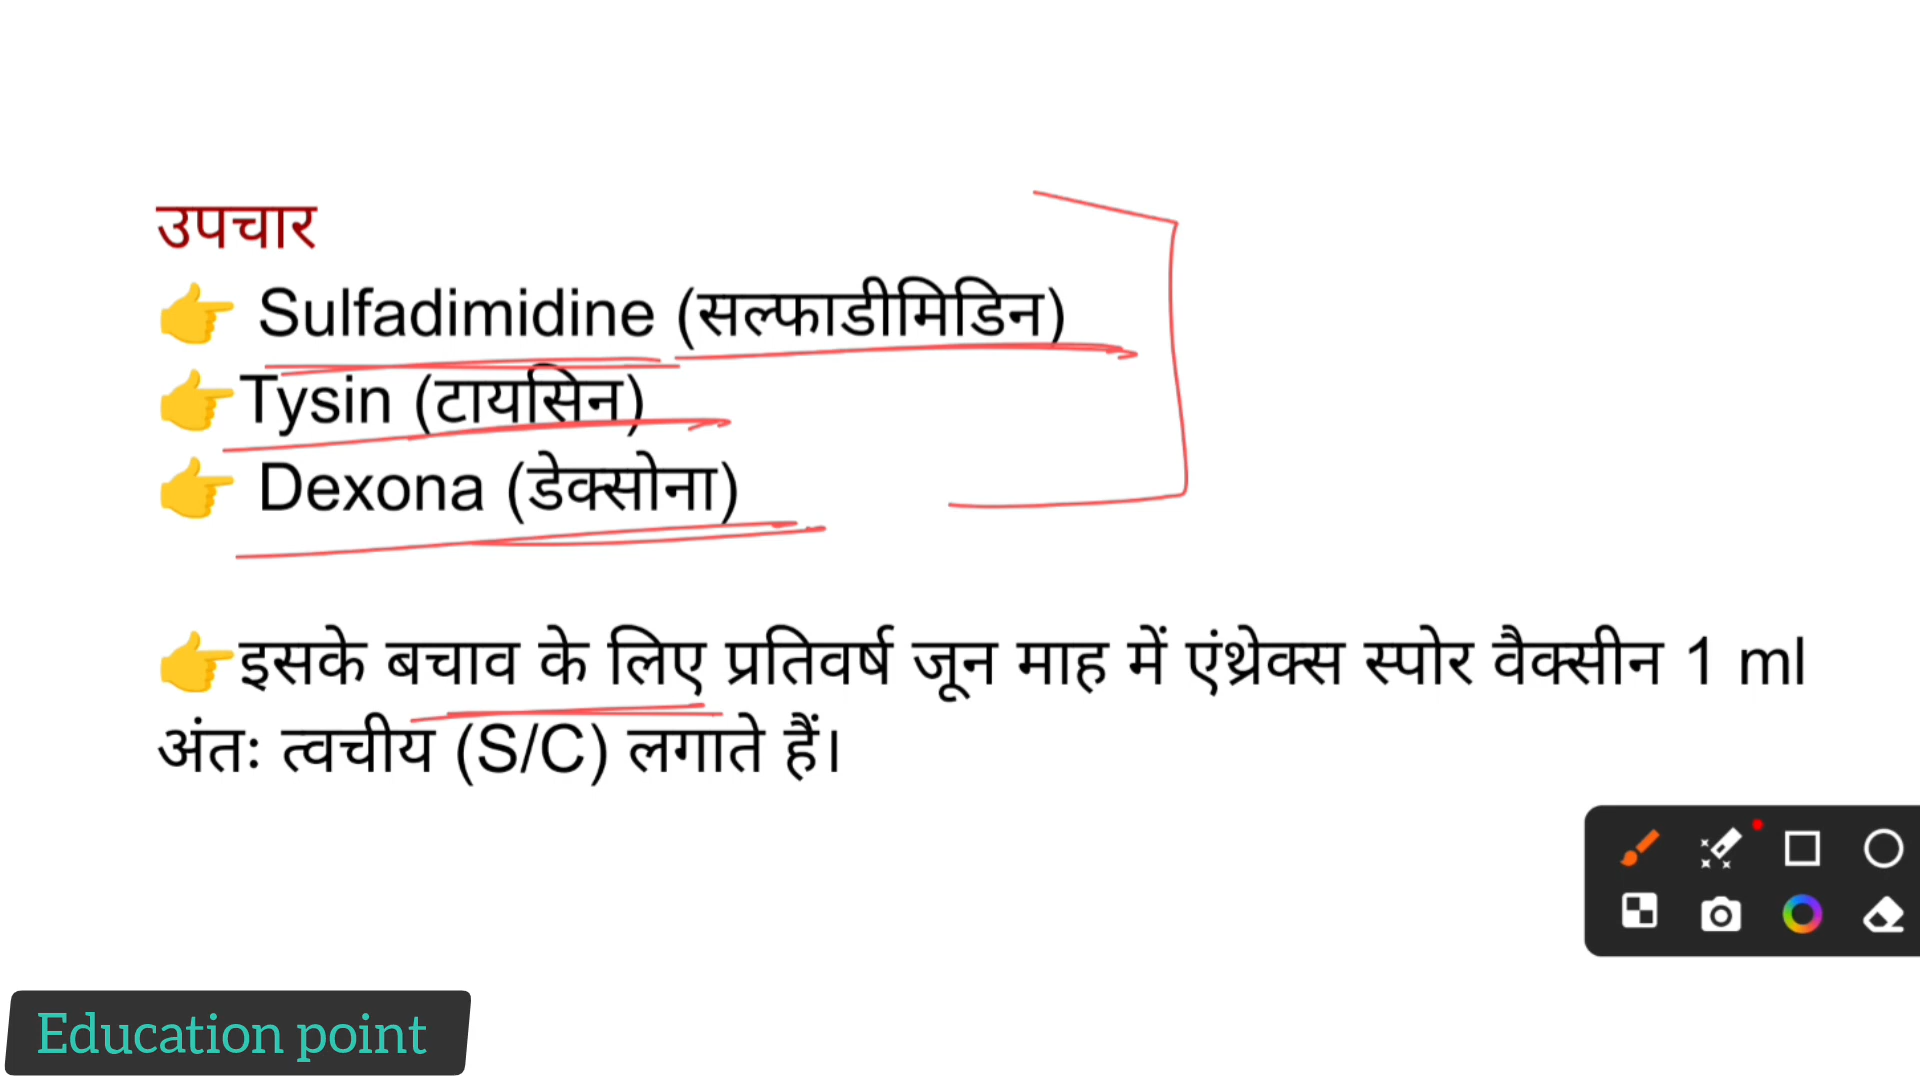 उपचार
👉 Sulfadimidine (सल्फाडीमिडिन)
👉Tysin (टायसिन)
👉 Dexona (डेक्सोना)
👉इसके बचाव के लिए प्रतिवर्ष जून माह में एंथ्रेक्स स्पोर वैक्सीन 1 ml
अंतः त्वचीय (S/C) लगाते हैं।
Education point